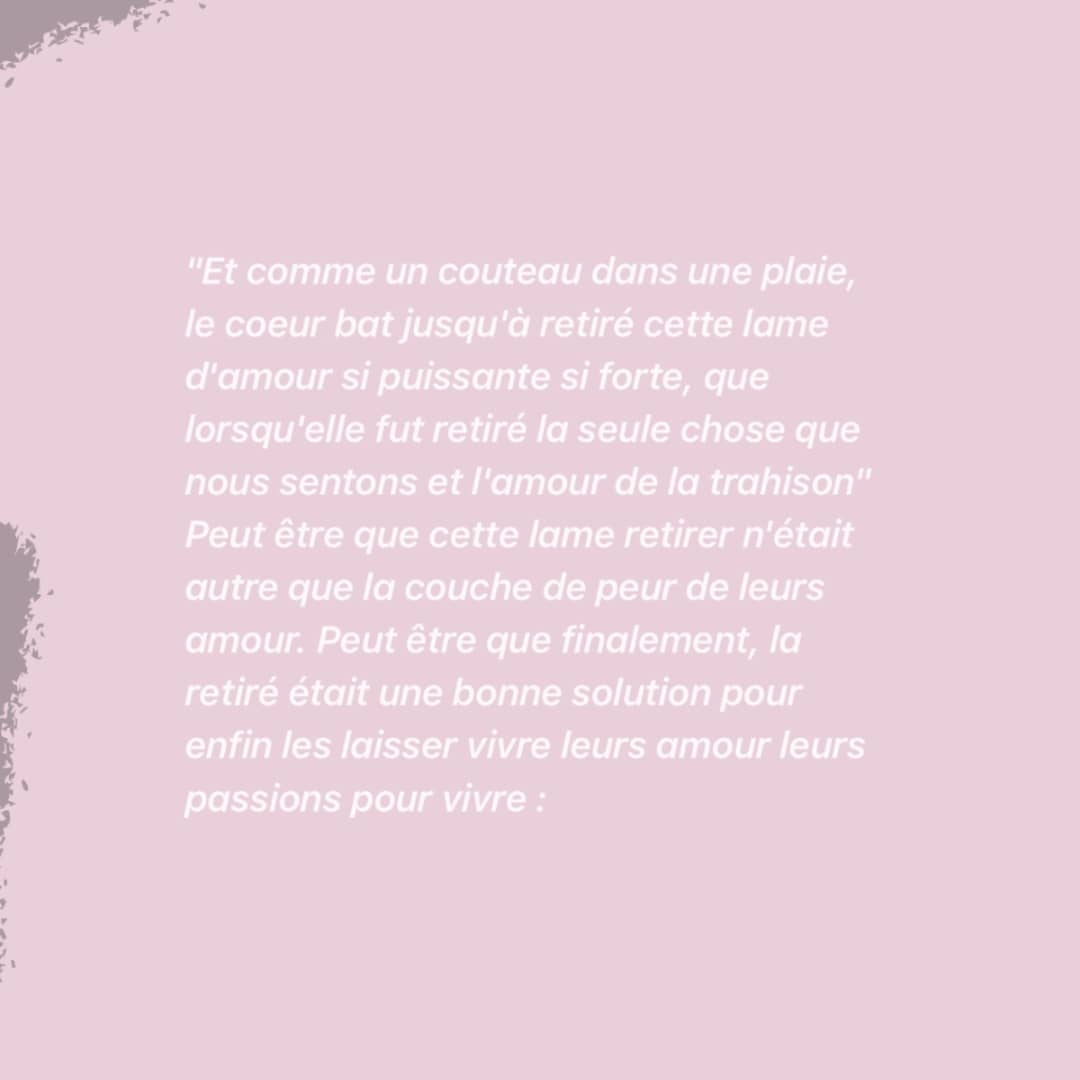 "Et comme un couteau dans une plaie,
le coeur bat jusqu'à retiré cette lame
d'amour si puissante si forte, que
lorsqu'elle fut retiré la seule chose que
nous sentons et l'amour de la trahison"
Peut être que cette lame retirer n'était
autre que la couche de peur de leurs
amour. Peut être que finalement, la
retiré était une bonne solution pour
enfin les laisser vivre leurs amour leurs
passions pour vivre :